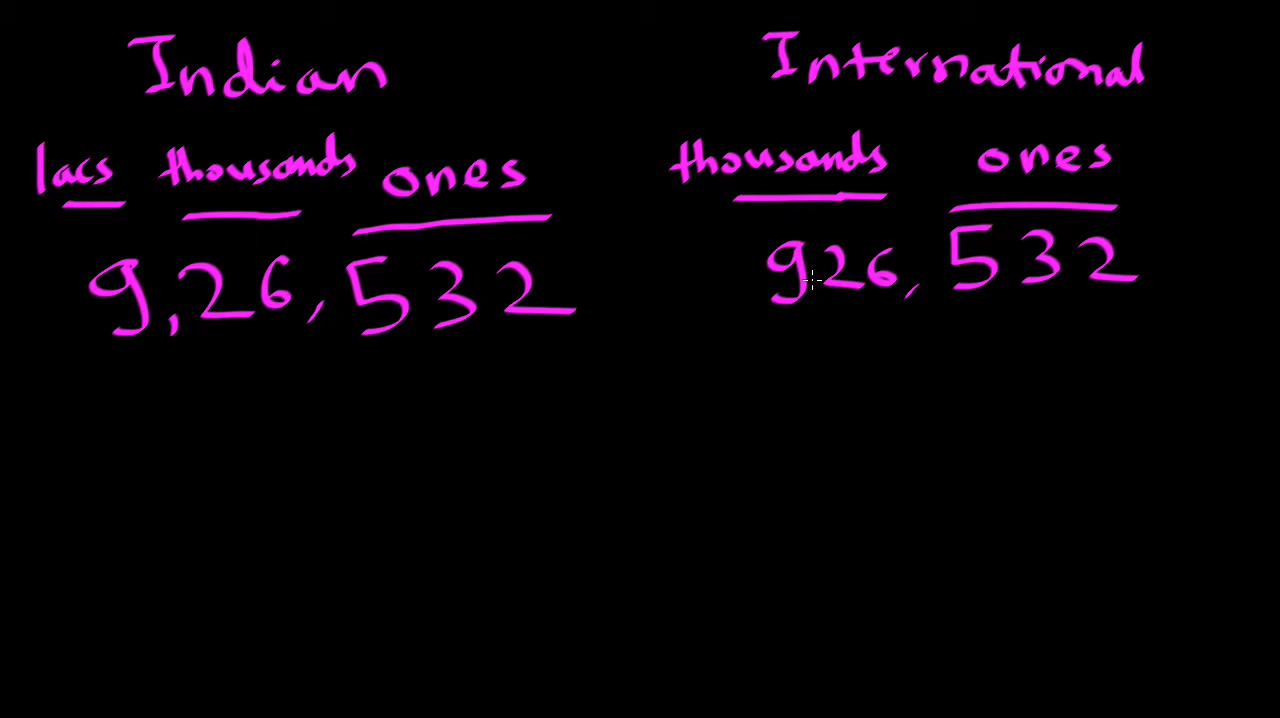 Indian
lacs thousands ones
9,26,532
International
thousands ones
926,532